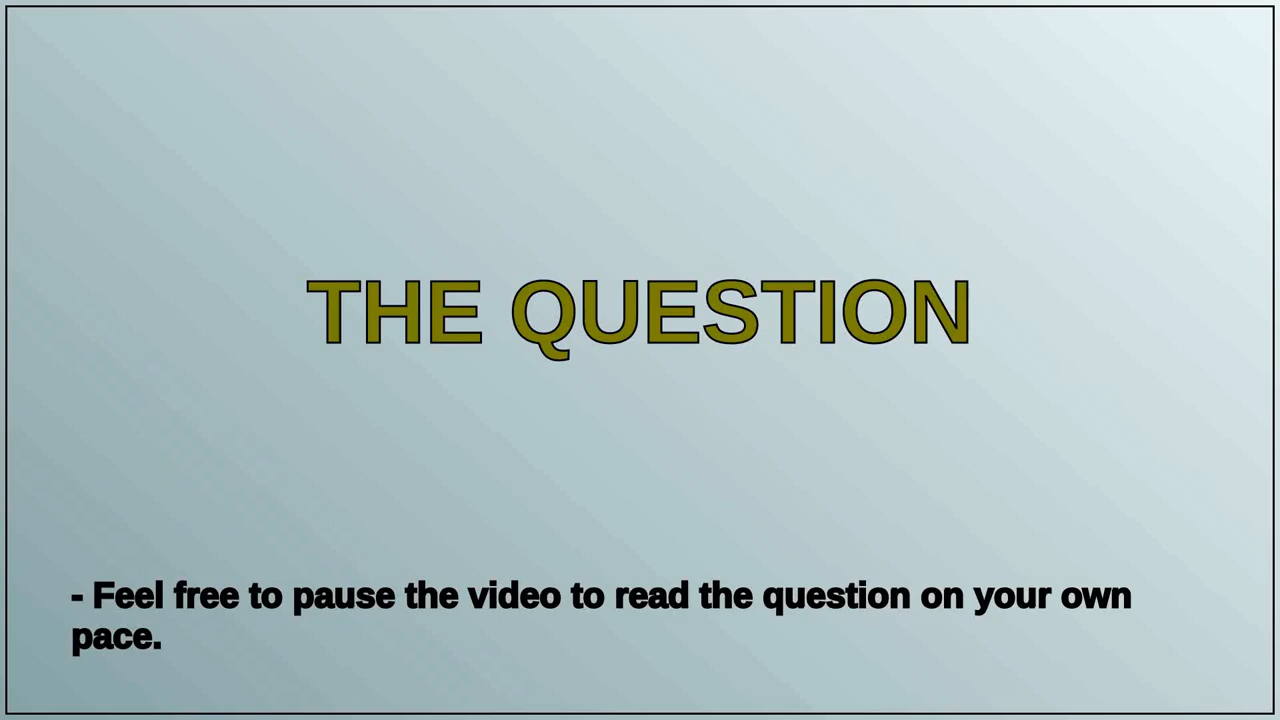 THE QUESTION
- Feel free to pause the video to read the question on your own
pace.